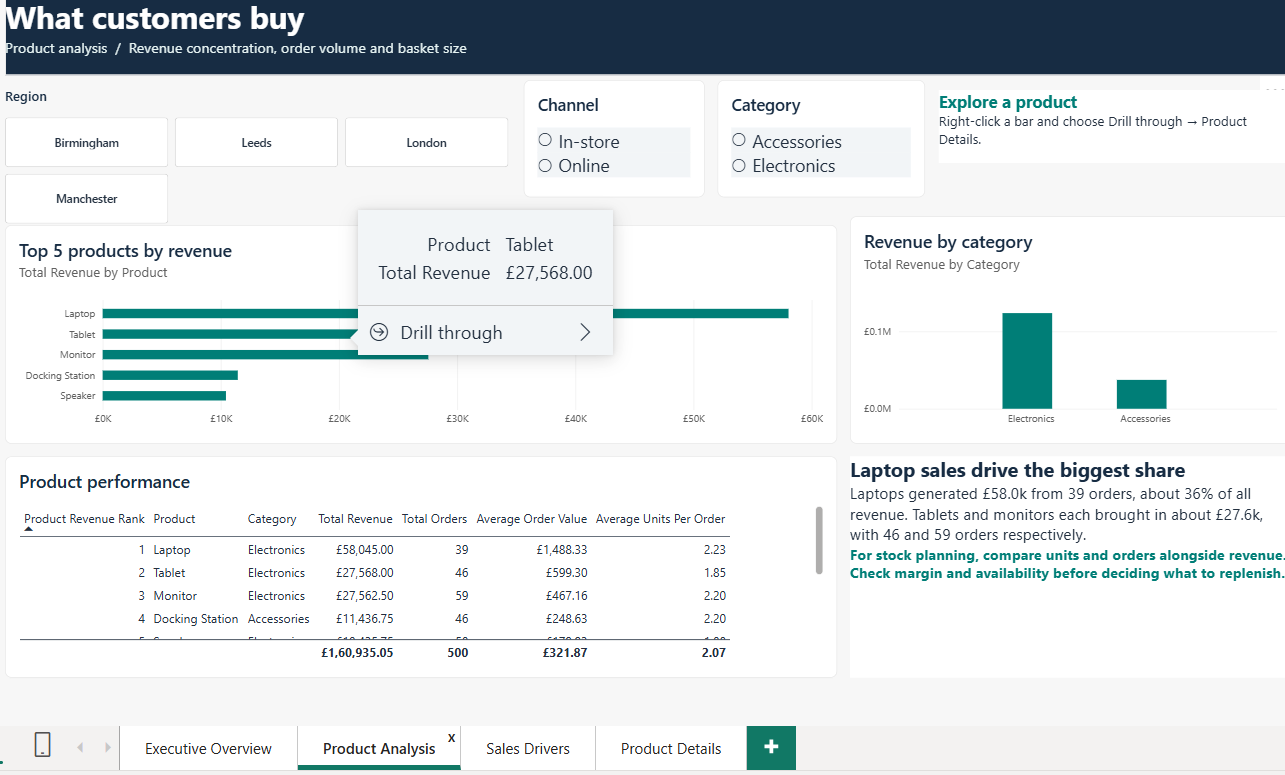 What customers buy
Product analysis / Revenue concentration, order volume and basket size
Region
Birmingham
Leeds
London
Manchester
Channel
In-store
Online
Category
Accessories
Electronics
Explore a product
Right-click a bar and choose Drill through → Product
Details.
Top 5 products by revenue
Total Revenue by Product
Laptop
Tablet
Monitor
Docking Station
Speaker
£0K £10K £20K £30K £40K £50K £60K
Product Tablet
Total Revenue £27,568.00
Drill through
Revenue by category
Total Revenue by Category
£0.1M
£0.0M
Electronics Accessories
Product performance
Product Revenue Rank Product Category Total Revenue Total Orders Average Order Value Average Units Per Order
1 Laptop Electronics £58,045.00 39 £1,488.33 2.23
2 Tablet Electronics £27,568.00 46 £599.30 1.85
3 Monitor Electronics £27,562.50 59 £467.16 2.20
4 Docking Station Accessories £11,436.75 46 £248.63 2.20
£1,60,935.05 500 £321.87 2.07
Laptop sales drive the biggest share
Laptops generated £58.0k from 39 orders, about 36% of all
revenue. Tablets and monitors each brought in about £27.6k,
with 46 and 59 orders respectively.
For stock planning, compare units and orders alongside revenue.
Check margin and availability before deciding what to replenish.
Executive Overview
Product Analysis
x
Sales Drivers
Product Details
+